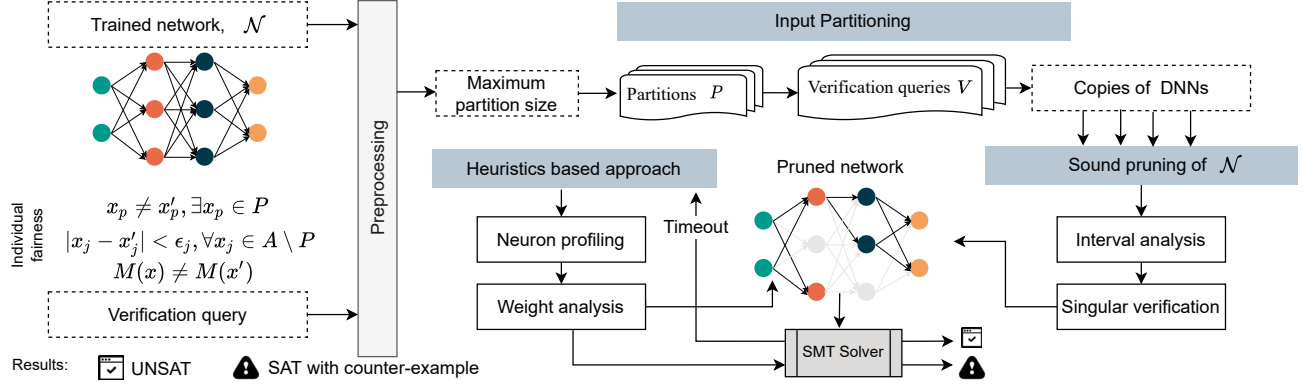 Trained network, 𝒩
Input Partitioning
Maximum
partition size
Partitions P
Verification queries V
Copies of DNNs
Preprocessing
Heuristics based approach
Pruned network
Sound pruning of 𝒩
Individual
fairness
x_p ≠ x'_p, ∃x_p ∈ P
|x_j − x'_j| < ϵ_j, ∀x_j ∈ A \ P
M(x) ≠ M(x')
Neuron profiling
Timeout
Interval analysis
Weight analysis
Singular verification
Verification query
SMT Solver
Results:
UNSAT
SAT with counter-example